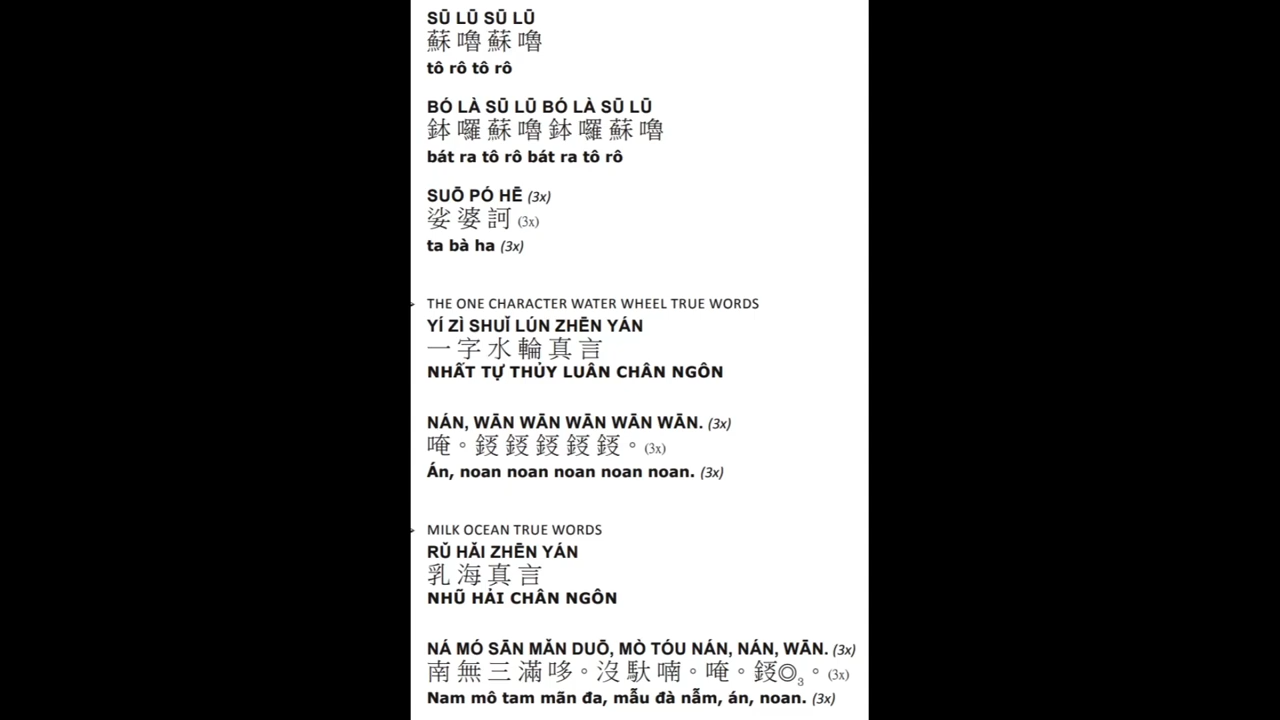 SŪ LŪ SŪ LŪ
蘇 嚕 蘇 嚕
tô rô tô rô
BÓ LÀ SŪ LŪ BÓ LÀ SŪ LŪ
鉢 囉 蘇 嚕 鉢 囉 蘇 嚕
bát ra tô rô bát ra tô rô
SUŌ PÓ HĒ (3x)
娑 婆 訶 (3x)
ta bà ha (3x)
THE ONE CHARACTER WATER WHEEL TRUE WORDS
YÍ ZÌ SHUǏ LÚN ZHĒN YÁN
一 字 水 輪 真 言
NHẤT TỰ THỦY LUÂN CHÂN NGÔN
NÁN, WĀN WĀN WĀN WĀN WĀN. (3x)
唵。鋄 鋄 鋄 鋄 鋄。(3x)
Án, noan noan noan noan noan. (3x)
MILK OCEAN TRUE WORDS
RǓ HǍI ZHĒN YÁN
乳 海 真 言
NHŨ HẢI CHÂN NGÔN
NÁ MÓ SĀN MǍN DUŌ, MÒ TÓU NÁN, NÁN, WĀN. (3x)
南 無 三 滿 哆。沒 馱 喃。唵。鋄◎3。(3x)
Nam mô tam mãn đa, mẫu đà nẫm, án, noan. (3x)